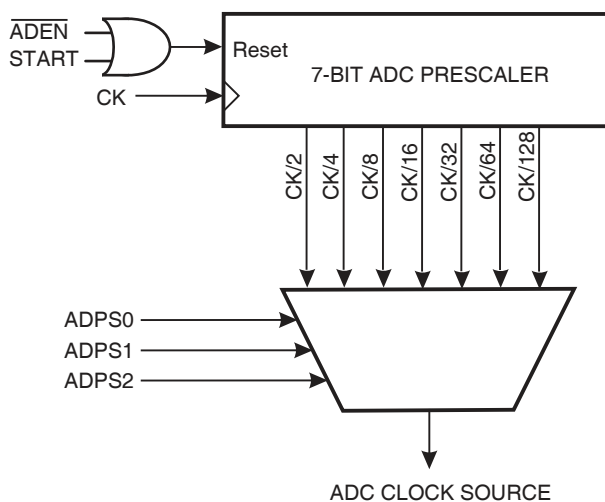 ADEN
START
Reset
7-BIT ADC PRESCALER
CK
CK/2
CK/4
CK/8
CK/16
CK/32
CK/64
CK/128
ADPS0
ADPS1
ADPS2
ADC CLOCK SOURCE